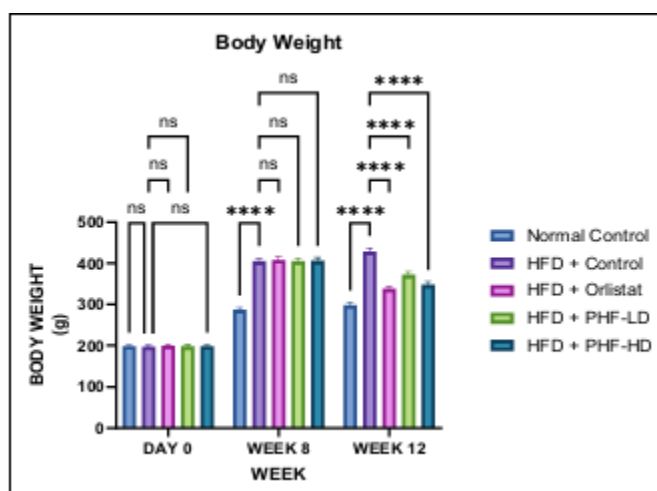 Body Weight
ns
****
ns
ns
****
ns
****
ns
ns
ns
****
****
****
500
400
300
200
100
0
BODY WEIGHT
(g)
DAY 0
WEEK 8
WEEK 12
WEEK
Normal Control
HFD + Control
HFD + Orlistat
HFD + PHF-LD
HFD + PHF-HD